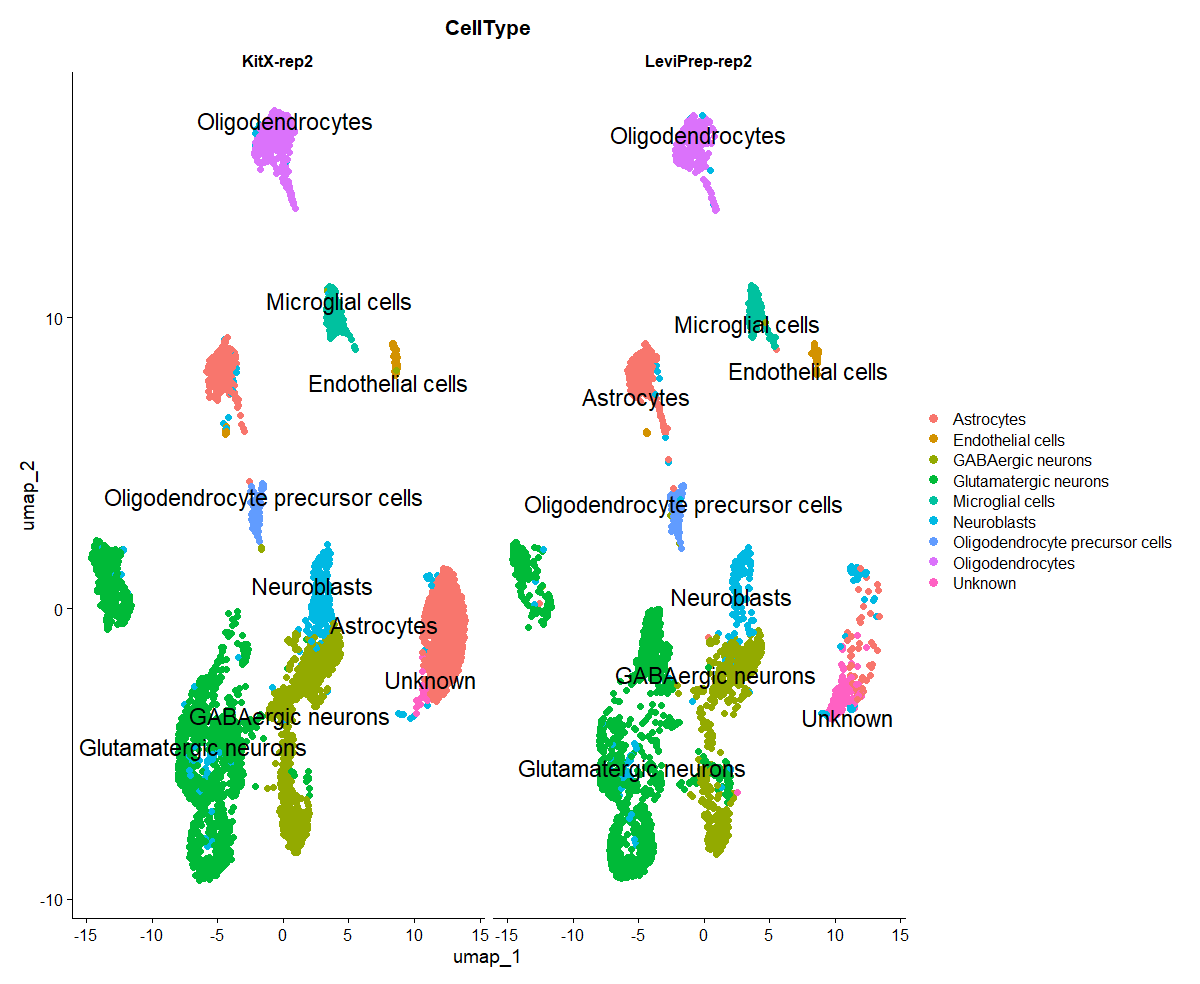 CellType
KitX-rep2
LeviPrep-rep2
Oligodendrocytes
Oligodendrocytes
Microglial cells
Microglial cells
Endothelial cells
Endothelial cells
Astrocytes
Oligodendrocyte precursor cells
Oligodendrocyte precursor cells
Neuroblasts
Neuroblasts
Astrocytes
Unknown
GABAergic neurons
GABAergic neurons
Unknown
Glutamatergic neurons
Glutamatergic neurons
umap_2
10
0
-10
-15 -10 -5 0 5 10 15
-15 -10 -5 0 5 10 15
umap_1
Astrocytes
Endothelial cells
GABAergic neurons
Glutamatergic neurons
Microglial cells
Neuroblasts
Oligodendrocyte precursor cells
Oligodendrocytes
Unknown